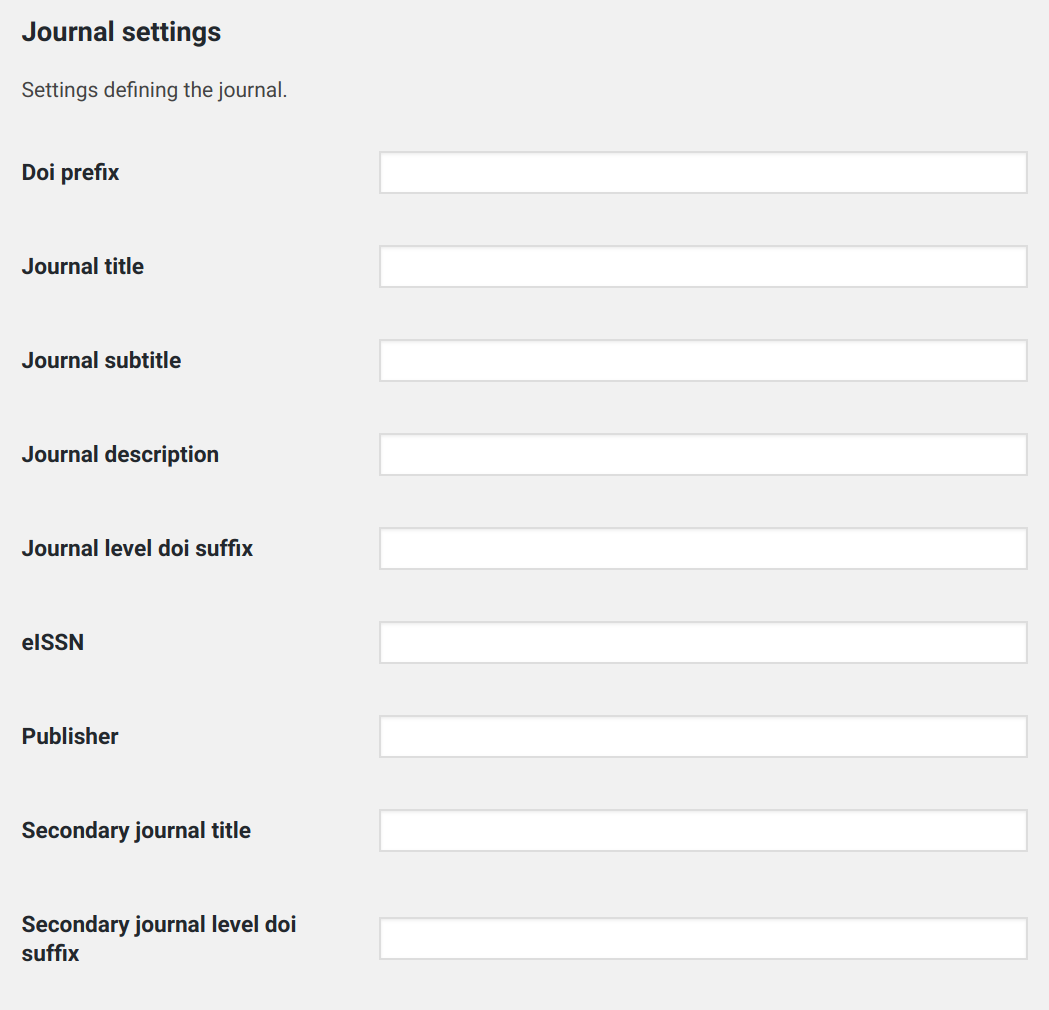 Journal settings
Settings defining the journal.
Doi prefix
Journal title
Journal subtitle
Journal description
Journal level doi suffix
eISSN
Publisher
Secondary journal title
Secondary journal level doi
suffix